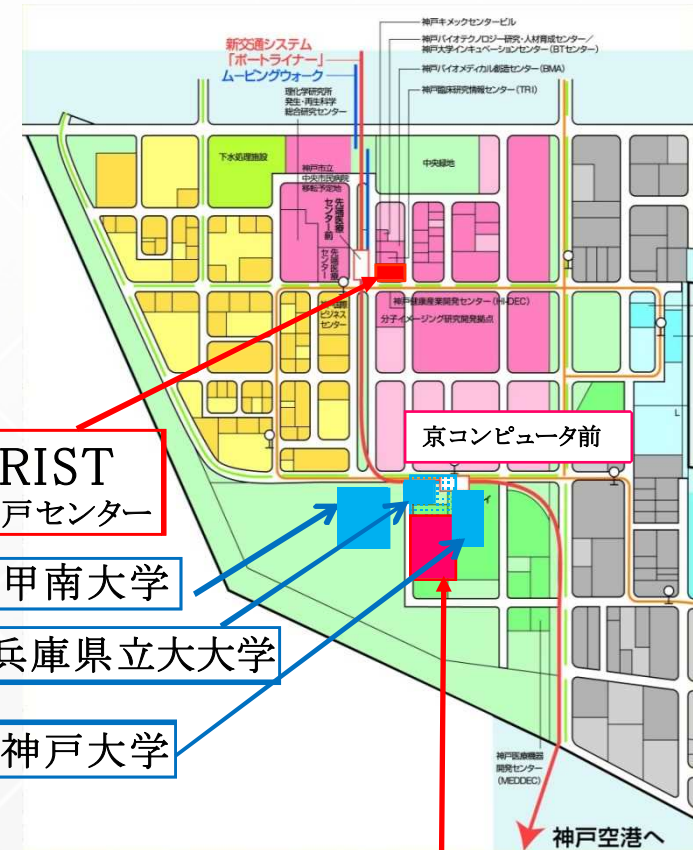 神戸キメックセンタービル
神戸バイオテクノロジー研究・人材育成センター／
神戸大学インキュベーションセンター(BTセンター)
神戸バイオメディカル創造センター(BMA)
神戸臨床研究情報センター(TRI)
新交通システム
「ポートライナー」
ムービングウォーク
理化学研究所
発生・再生科学
総合研究センター
下水処理施設
神戸市立
中央市民病院
移転予定地
中央緑地
先端医療
センター前
先端医療
センター
神戸健康産業開発センター(HI-DEC)
分子イメージング研究開発拠点
ビジネス
センター
L
京コンピュータ前
RIST
戸センター
イ
甲南大学
兵庫県立大大学
神戸大学
神戸医療機器
開発センター
(MEDDEC)
神戸空港へ